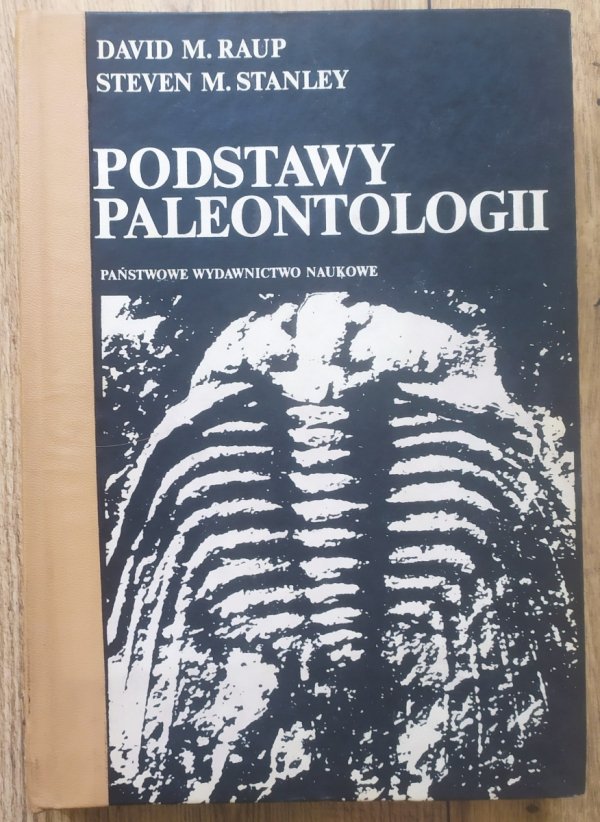 DAVID M. RAUP
STEVEN M. STANLEY
PODSTAWY
PALEONTOLOGII
PAŃSTWOWE WYDAWNICTWO NAUKOWE